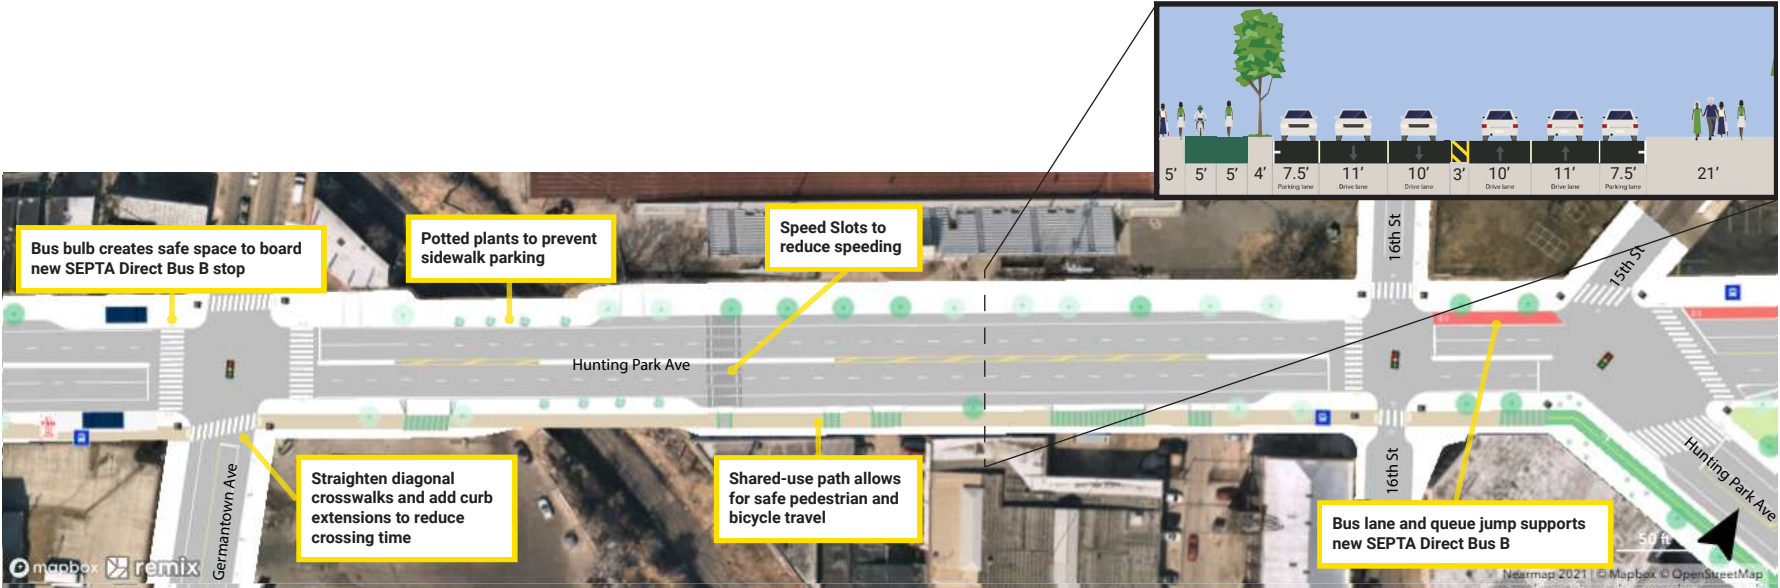 5'
5'
5'
4'
7.5'
Parking lane
11'
Drive lane
10'
Drive lane
3'
10'
Drive lane
11'
Drive lane
7.5'
Parking lane
21'
Bus bulb creates safe space to board
new SEPTA Direct Bus B stop
Potted plants to prevent
sidewalk parking
Speed Slots to
reduce speeding
16th St
15th St
Hunting Park Ave
Straighten diagonal
crosswalks and add curb
extensions to reduce
crossing time
Germantown Ave
Shared-use path allows
for safe pedestrian and
bicycle travel
16th St
Bus lane and queue jump supports
new SEPTA Direct Bus B
Hunting Park Ave
50 ft
mapbox remix
Nearmap 2021 | © Mapbox © OpenStreetMap